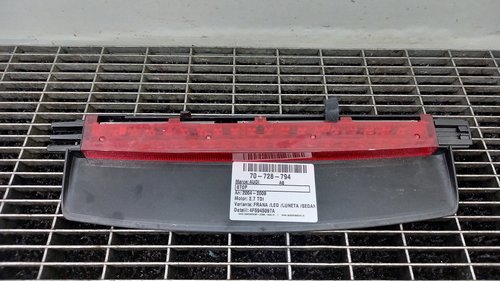 70-728-794
Marca: AUDI A6
STOP
An: 2004 - 2008
Motor: 2.7 TDI
Varianta: FRANA /LED /LUNETA /SEDAN
Detalii: 4F5945097A